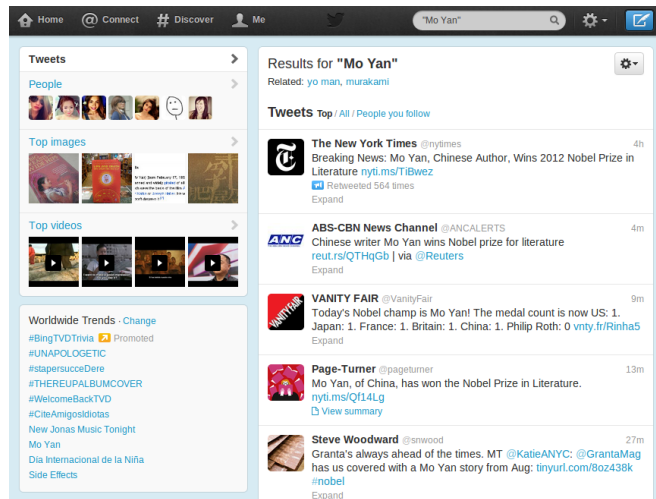 Home
Connect
Discover
Me
"Mo Yan"
Tweets
People
Top images
Top videos
Worldwide Trends · Change
#BingTVDTrivia Promoted
#UNAPOLOGETIC
#stapersucceDere
#THEREUPALBUMCOVER
#WelcomeBackTVD
#CiteAmigosIdiotas
New Jonas Music Tonight
Mo Yan
Día Internacional de la Niña
Side Effects
Results for "Mo Yan"
Related: yo man, murakami
Tweets Top / All / People you follow
The New York Times @nytimes 4h
Breaking News: Mo Yan, Chinese Author, Wins 2012 Nobel Prize in
Literature nyti.ms/TiBwez
Retweeted 564 times
Expand
ANC
ABS-CBN News Channel @ANCALERTS 4m
Chinese writer Mo Yan wins Nobel prize for literature
reut.rs/QTHqGb | via @Reuters
Expand
VANITY FAIR
VANITY FAIR @VanityFair 9m
Today's Nobel champ is Mo Yan! The medal count is now US: 1.
Japan: 1. France: 1. Britain: 1. China: 1. Philip Roth: 0 vnty.fr/Rinha5
Expand
Page-Turner @pageturner 13m
Mo Yan, of China, has won the Nobel Prize in Literature.
nyti.ms/Qf14Lg
View summary
Steve Woodward @snwood 27m
Granta's always ahead of the times. MT @KatieANYC: @GrantaMag
has us covered with a Mo Yan story from Aug: tinyurl.com/8oz438k
#nobel
Expand